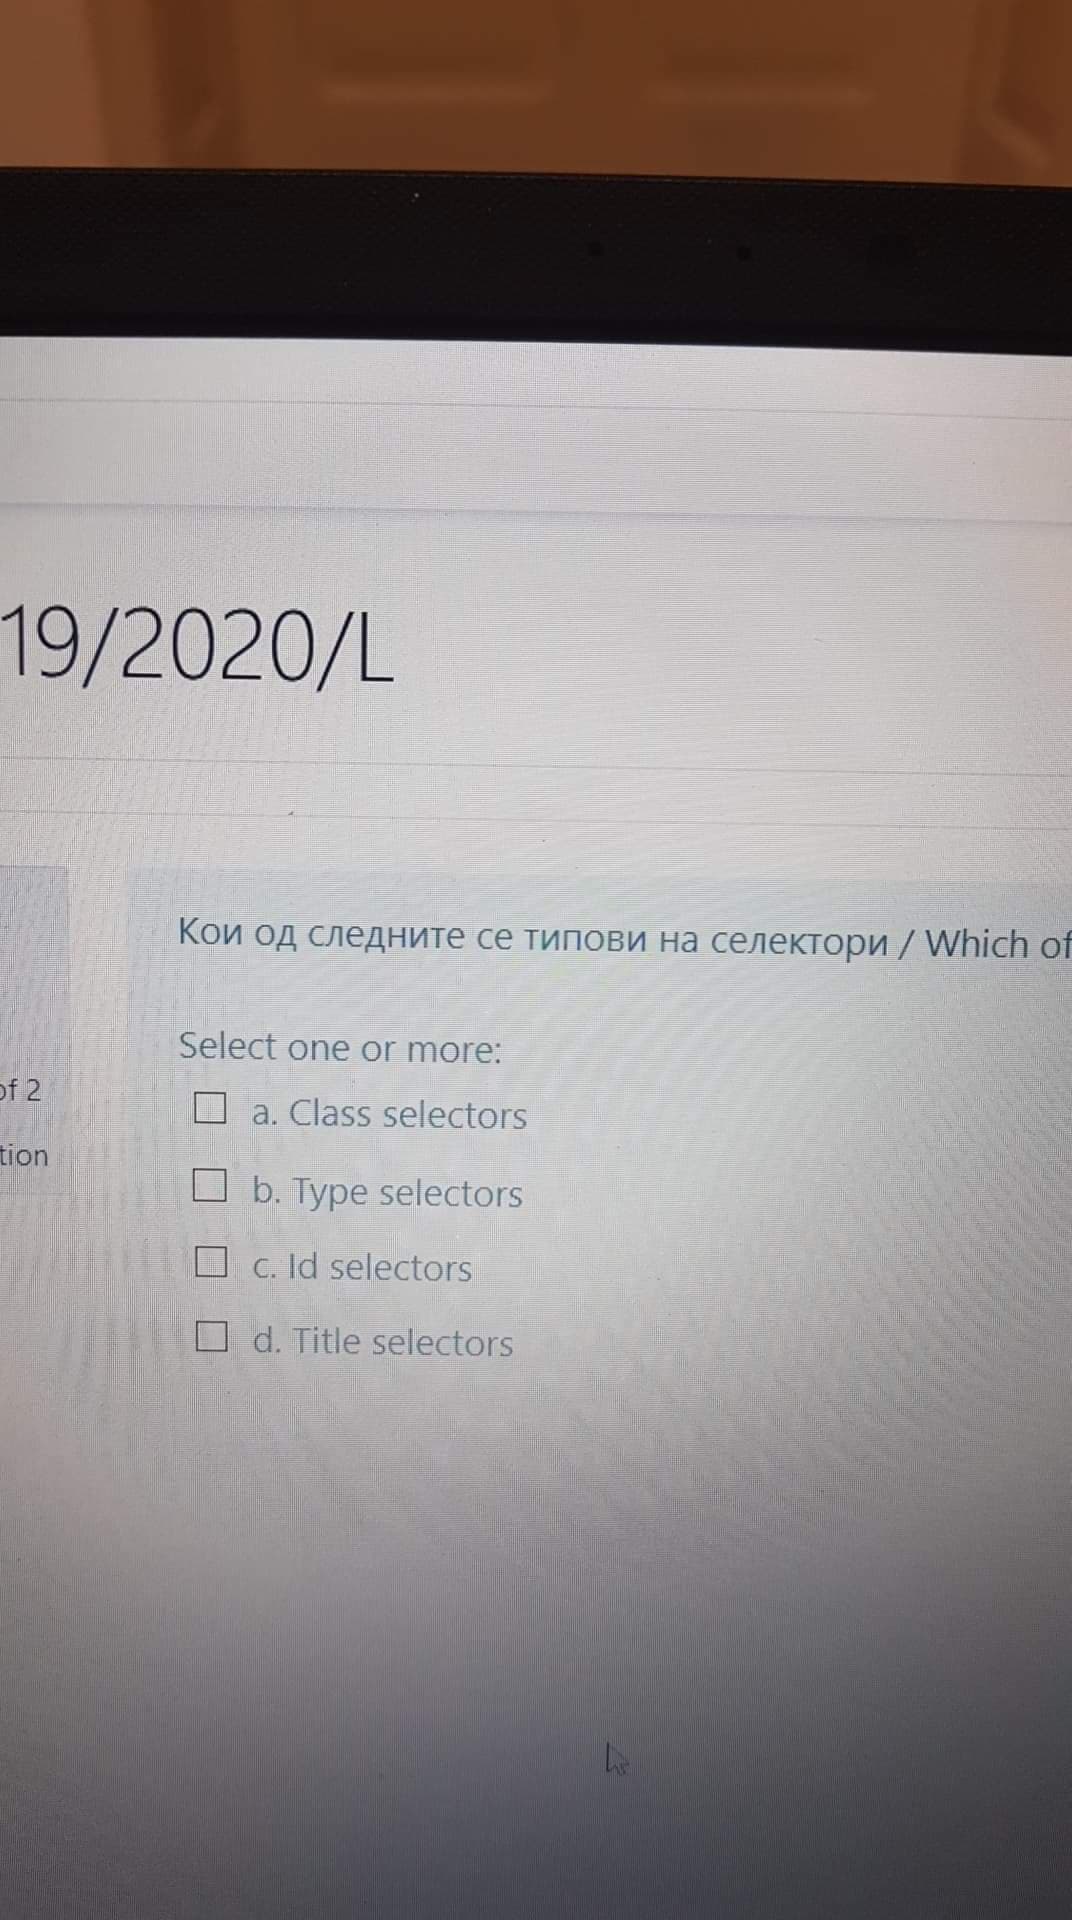 19/2020/L
Кои од следните се типови на селектори / Which of
Select one or more:
of 2
a. Class selectors
tion
b. Type selectors
c. Id selectors
d. Title selectors